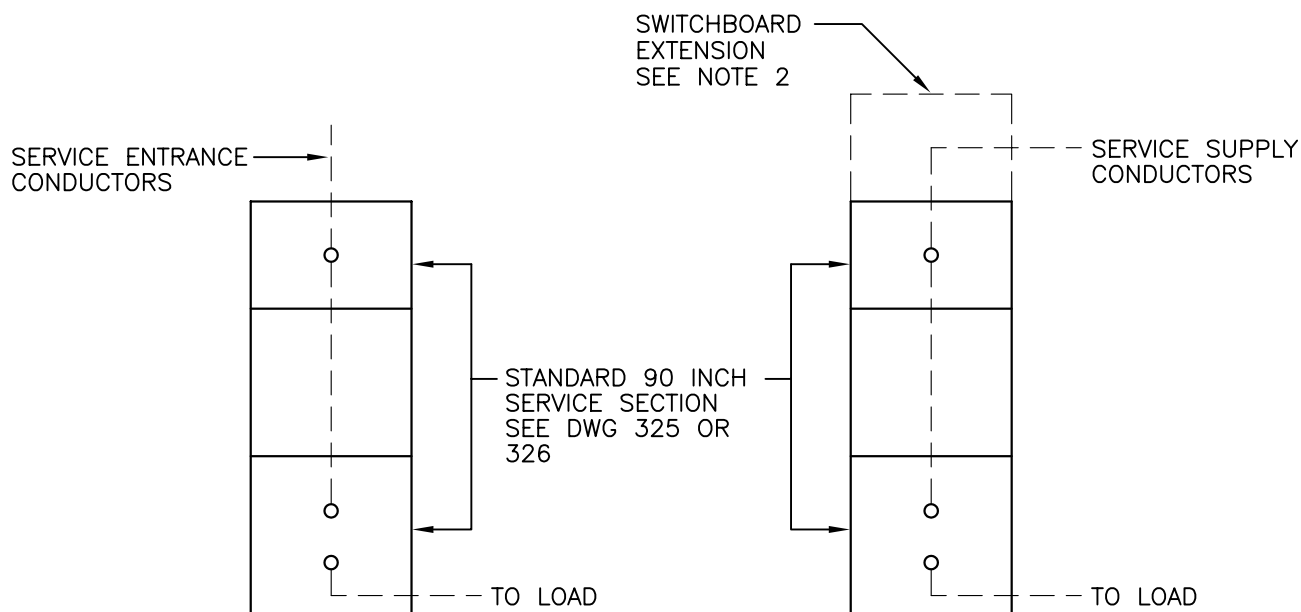 SWITCHBOARD
EXTENSION
SEE NOTE 2
SERVICE ENTRANCE
CONDUCTORS
SERVICE SUPPLY
CONDUCTORS
STANDARD 90 INCH
SERVICE SECTION
SEE DWG 325 OR
326
TO LOAD
TO LOAD